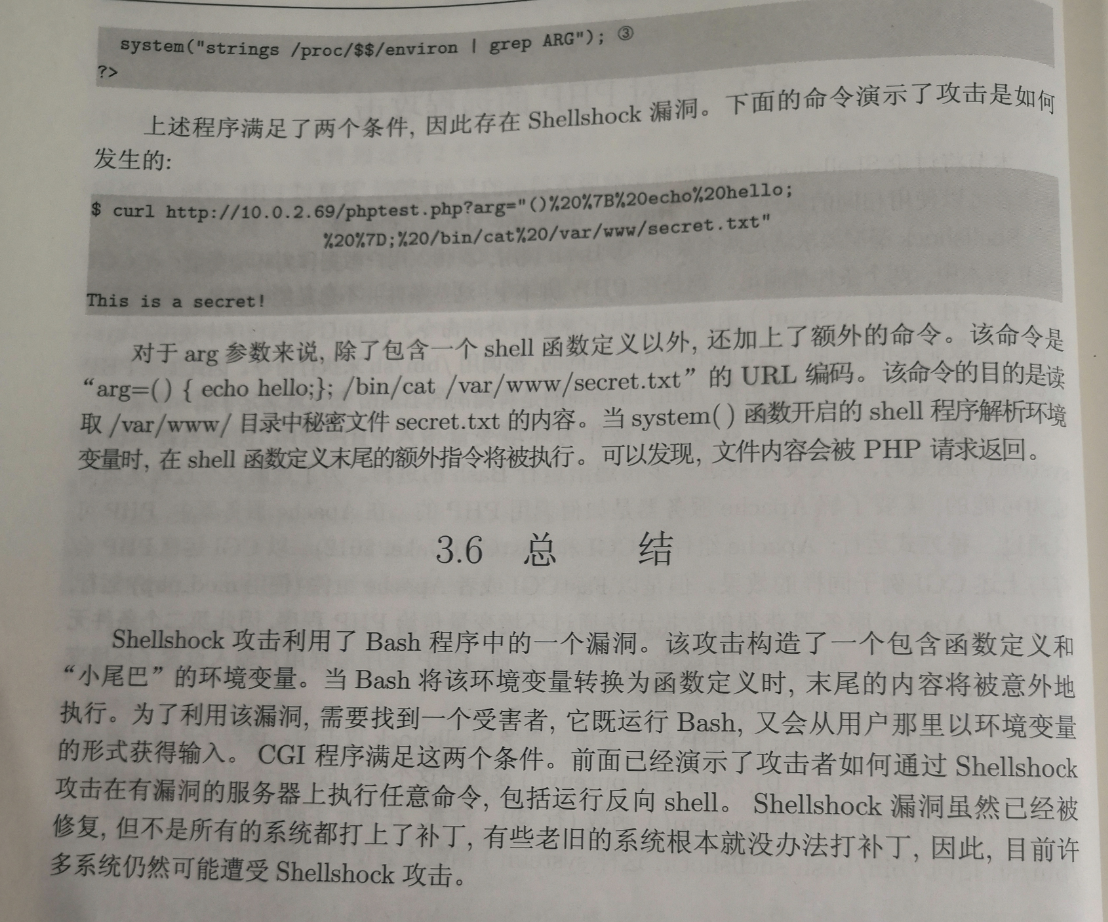 system("strings /proc/$$/environ | grep ARG"); ③
?>
上述程序满足了两个条件, 因此存在 Shellshock 漏洞。下面的命令演示了攻击是如何
发生的:
$ curl http://10.0.2.69/phptest.php?arg="()%20%7B%20echo%20hello;
%20%7D;%20/bin/cat%20/var/www/secret.txt"
This is a secret!
对于 arg 参数来说, 除了包含一个 shell 函数定义以外, 还加上了额外的命令。该命令是
“arg=() { echo hello;}; /bin/cat /var/www/secret.txt” 的 URL 编码。该命令的目的是读
取 /var/www/ 目录中秘密文件 secret.txt 的内容。当 system( ) 函数开启的 shell 程序解析环境
变量时, 在 shell 函数定义末尾的额外指令将被执行。可以发现, 文件内容会被 PHP 请求返回。
3.6 总 结
Shellshock 攻击利用了 Bash 程序中的一个漏洞。该攻击构造了一个包含函数定义和
“小尾巴”的环境变量。当 Bash 将该环境变量转换为函数定义时, 末尾的内容将被意外地
执行。为了利用该漏洞, 需要找到一个受害者, 它既运行 Bash, 又会从用户那里以环境变量
的形式获得输入。CGI 程序满足这两个条件。前面已经演示了攻击者如何通过 Shellshock
攻击在有漏洞的服务器上执行任意命令, 包括运行反向 shell。Shellshock 漏洞虽然已经被
修复, 但不是所有的系统都打上了补丁, 有些老旧的系统根本就没办法打补丁, 因此, 目前许
多系统仍然可能遭受 Shellshock 攻击。